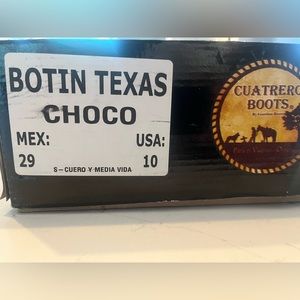 BOTIN TEXAS
CHOCO
MEX: USA:
29 10
S-CUERO Y MEDIA VIDA
CUATRERO
BOOTS